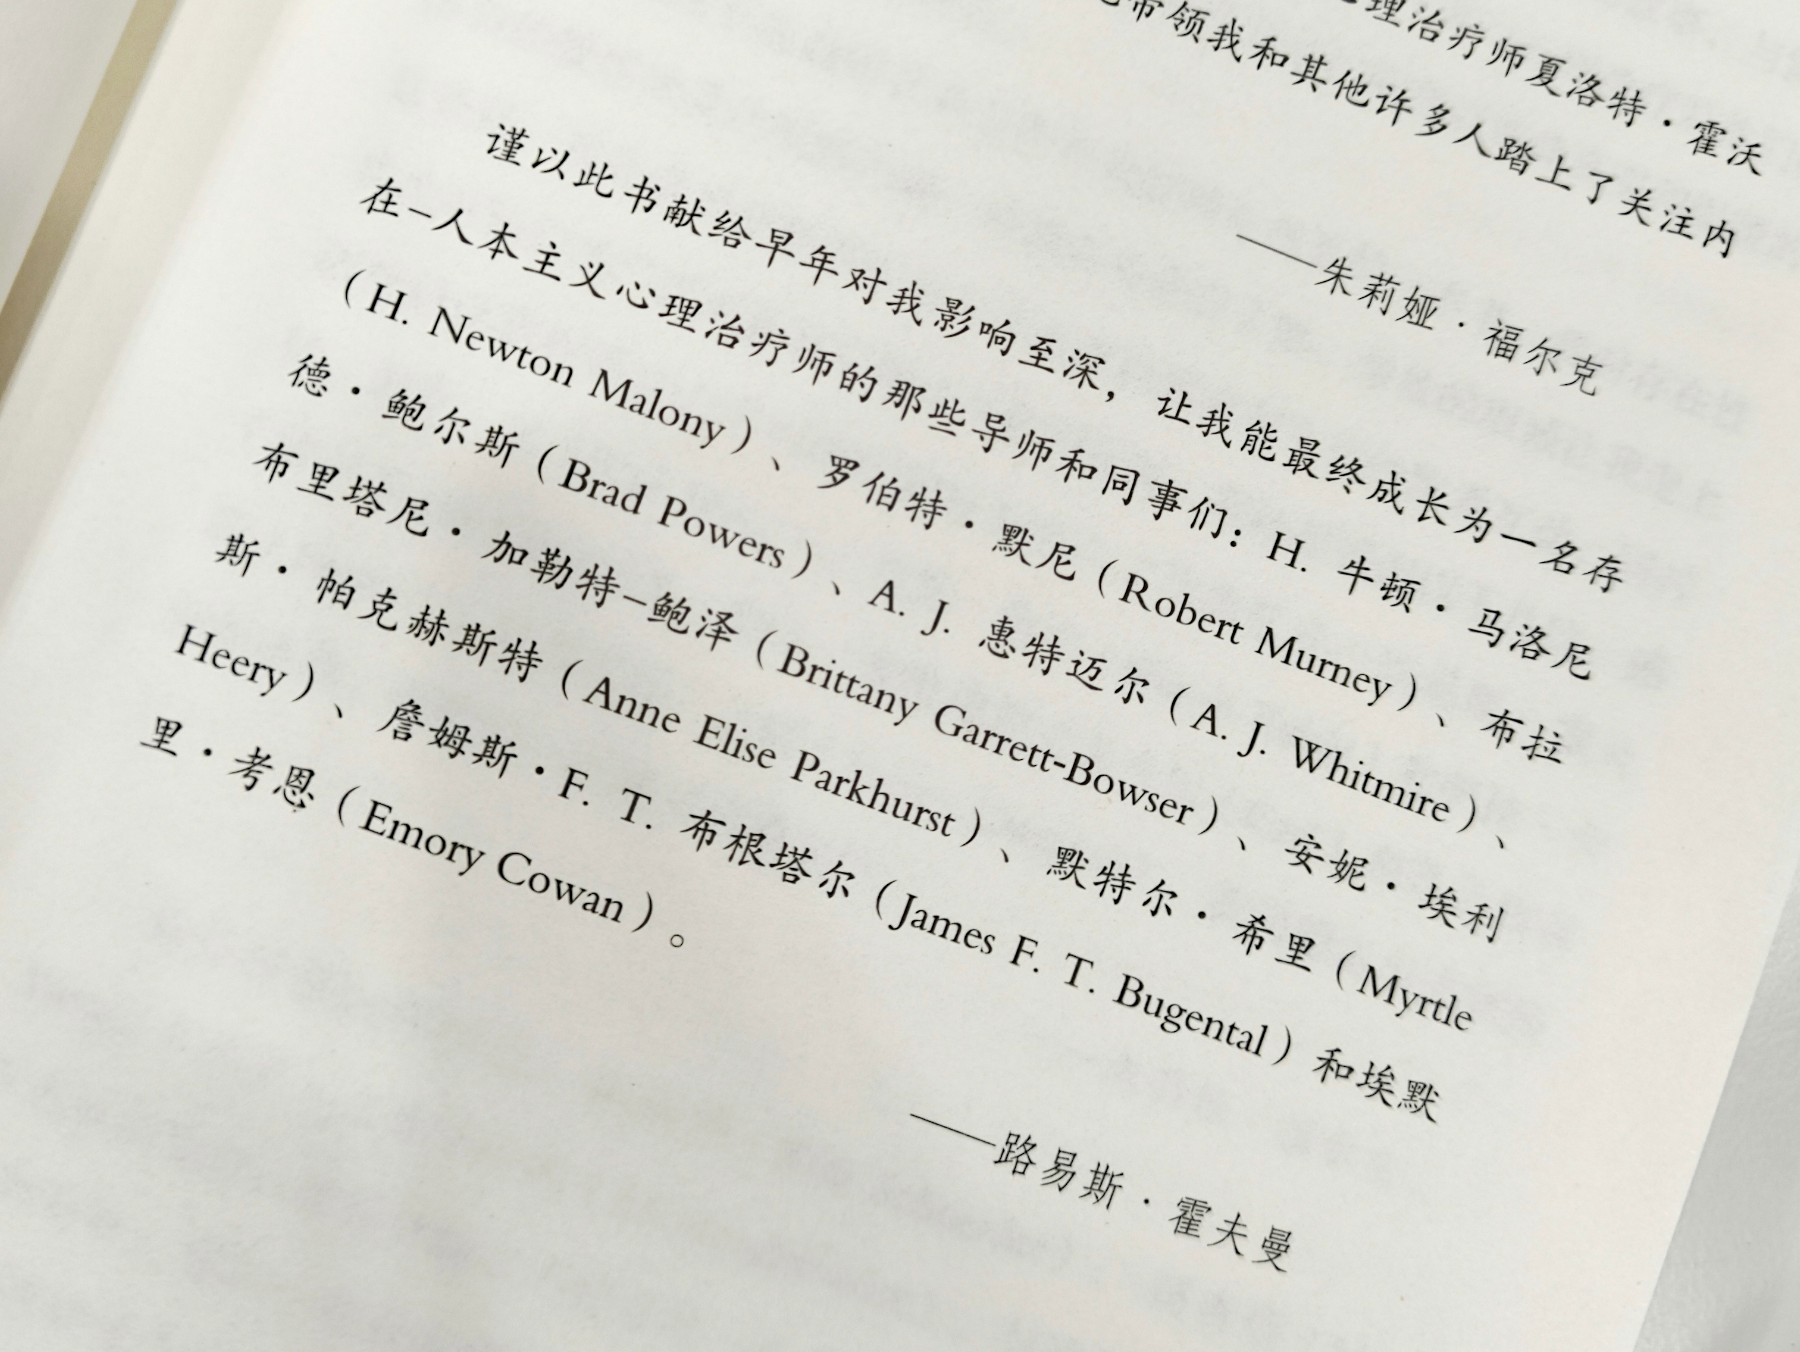 理治疗师夏洛特·霍沃
带领我和其他许多人踏上了关注内
——朱莉娅·福尔克
谨以此书献给早年对我影响至深，让我能最终成长为一名存
在–人本主义心理治疗师的那些导师和同事们：H. 牛顿·马洛尼
（H. Newton Malony）、罗伯特·默尼（Robert Murney）、布拉
德·鲍尔斯（Brad Powers）、A. J. 惠特迈尔（A. J. Whitmire）、
布里塔尼·加勒特–鲍泽（Brittany Garrett-Bowser）、安妮·埃利
斯·帕克赫斯特（Anne Elise Parkhurst）、默特尔·希里（Myrtle
Heery）、詹姆斯·F. T. 布根塔尔（James F. T. Bugental）和埃默
里·考恩（Emory Cowan）。
——路易斯·霍夫曼